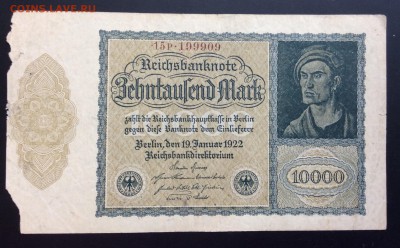 COINS.LAVE.RU
·15P·199909
Reichsbanknote
Zehntausend Mark
zahlt die Reichsbankhauptkasse in Berlin
gegen diese Banknote dem Einlieferer
Berlin, den 19. Januar 1922
Reichsbankdirektorium
10000